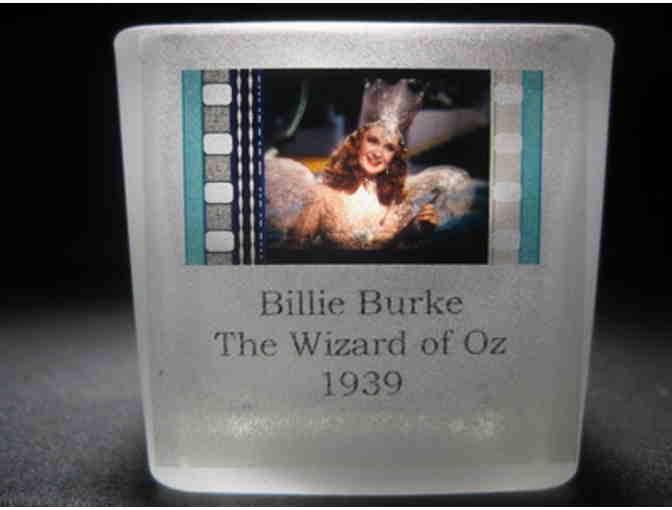 Billie Burke
The Wizard of Oz
1939